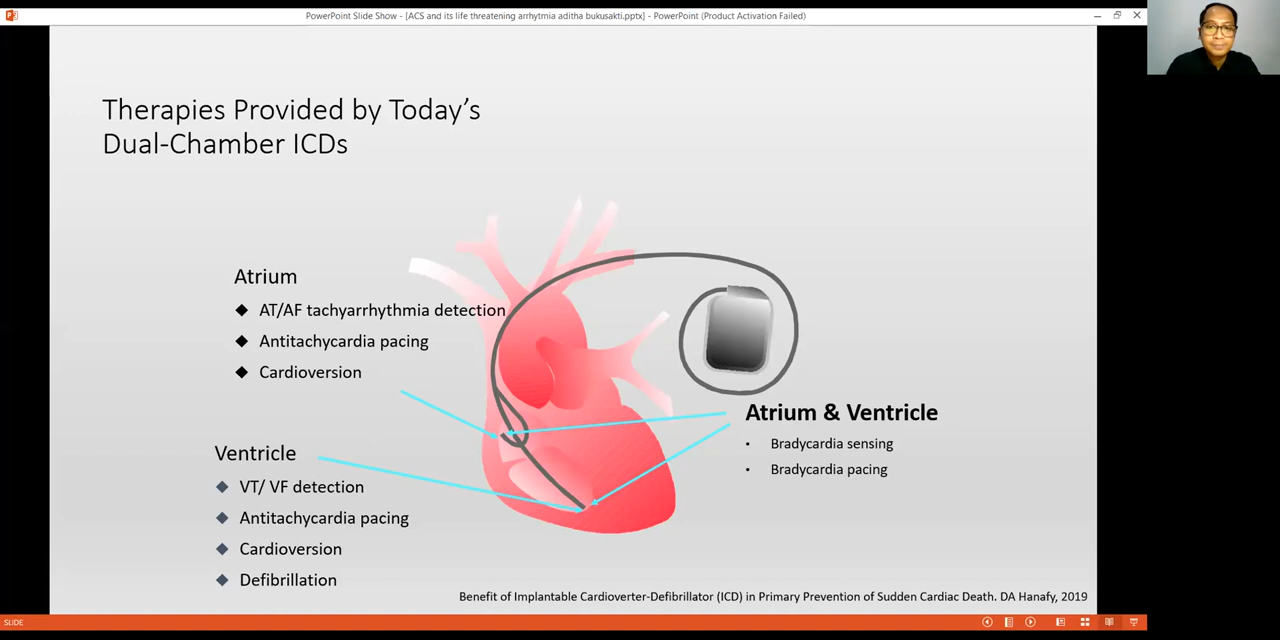 PowerPoint Slide Show - [ACS and its life threatening arrhytmia aditha bukusakti.pptx] - PowerPoint (Product Activation Failed)
Therapies Provided by Today's
Dual-Chamber ICDs
Atrium
AT/AF tachyarrhythmia detection
Antitachycardia pacing
Cardioversion
Atrium & Ventricle
Bradycardia sensing
Bradycardia pacing
Ventricle
VT/ VF detection
Antitachycardia pacing
Cardioversion
Defibrillation
Benefit of Implantable Cardioverter-Defibrillator (ICD) in Primary Prevention of Sudden Cardiac Death. DA Hanafy, 2019
SLIDE